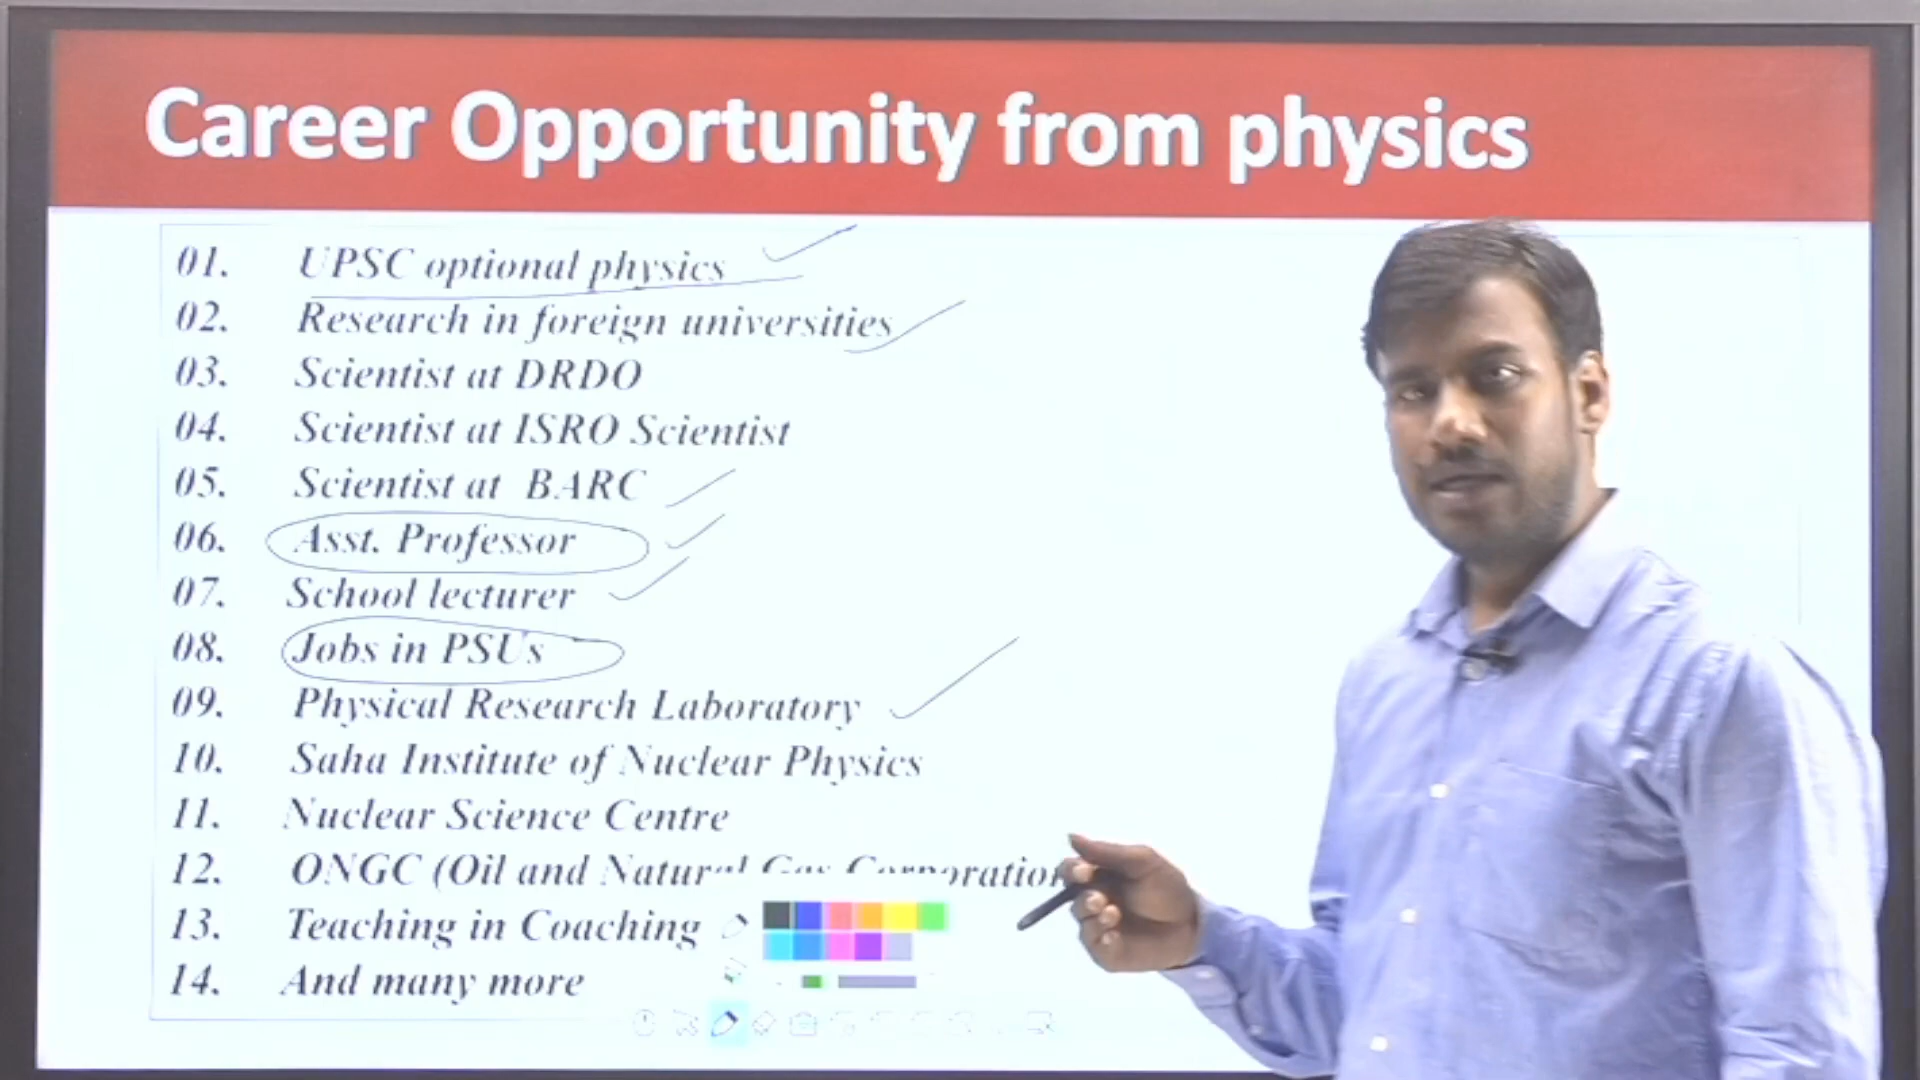 Career Opportunity from physics
01. UPSC optional physics
02. Research in foreign universities
03. Scientist at DRDO
04. Scientist at ISRO Scientist
05. Scientist at BARC
06. Asst. Professor
07. School lecturer
08. Jobs in PSUs
09. Physical Research Laboratory
10. Saha Institute of Nuclear Physics
11. Nuclear Science Centre
12. ONGC (Oil and Natural Gas Corporation
13. Teaching in Coaching
14. And many more